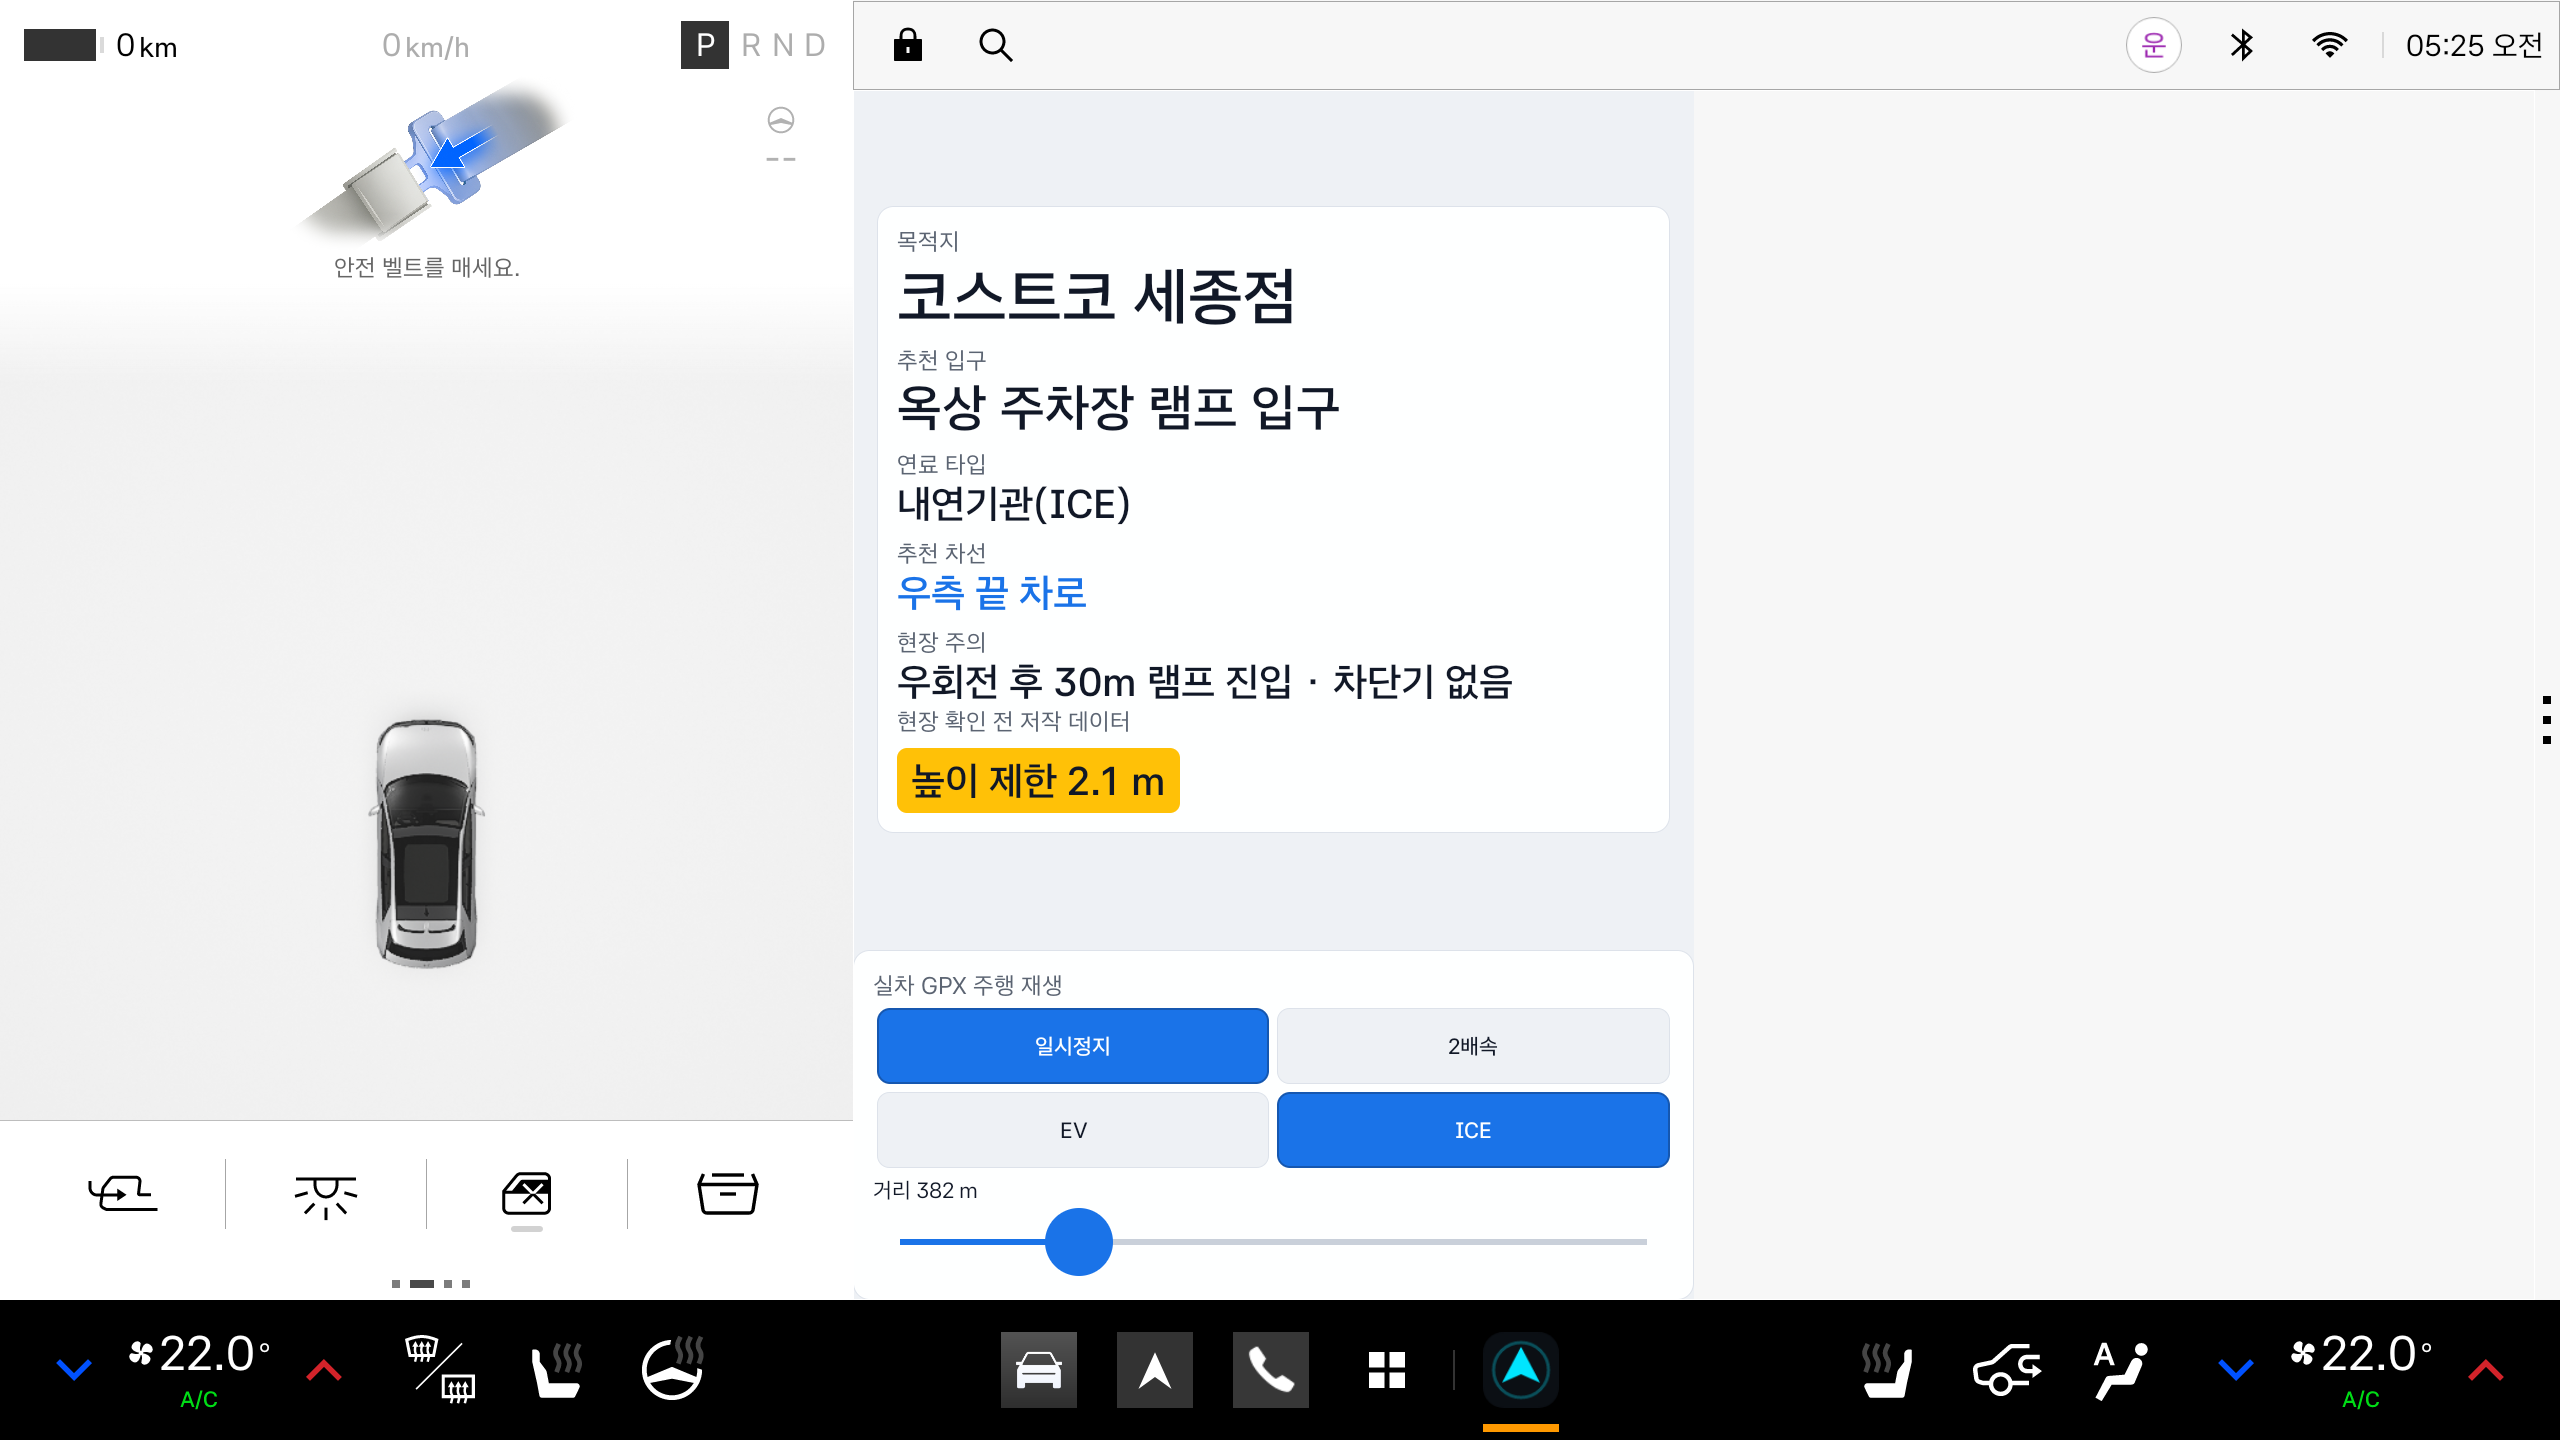 0 km
0 km/h
P R N D
05:25 오전
운
안전 벨트를 매세요.
목적지
코스트코 세종점
추천 입구
옥상 주차장 램프 입구
연료 타입
내연기관(ICE)
추천 차선
우측 끝 차로
현장 주의
우회전 후 30m 램프 진입 · 차단기 없음
현장 확인 전 저작 데이터
높이 제한 2.1 m
실차 GPX 주행 재생
일시정지
2배속
EV
ICE
거리 382 m
22.0°
A/C
A
22.0°
A/C